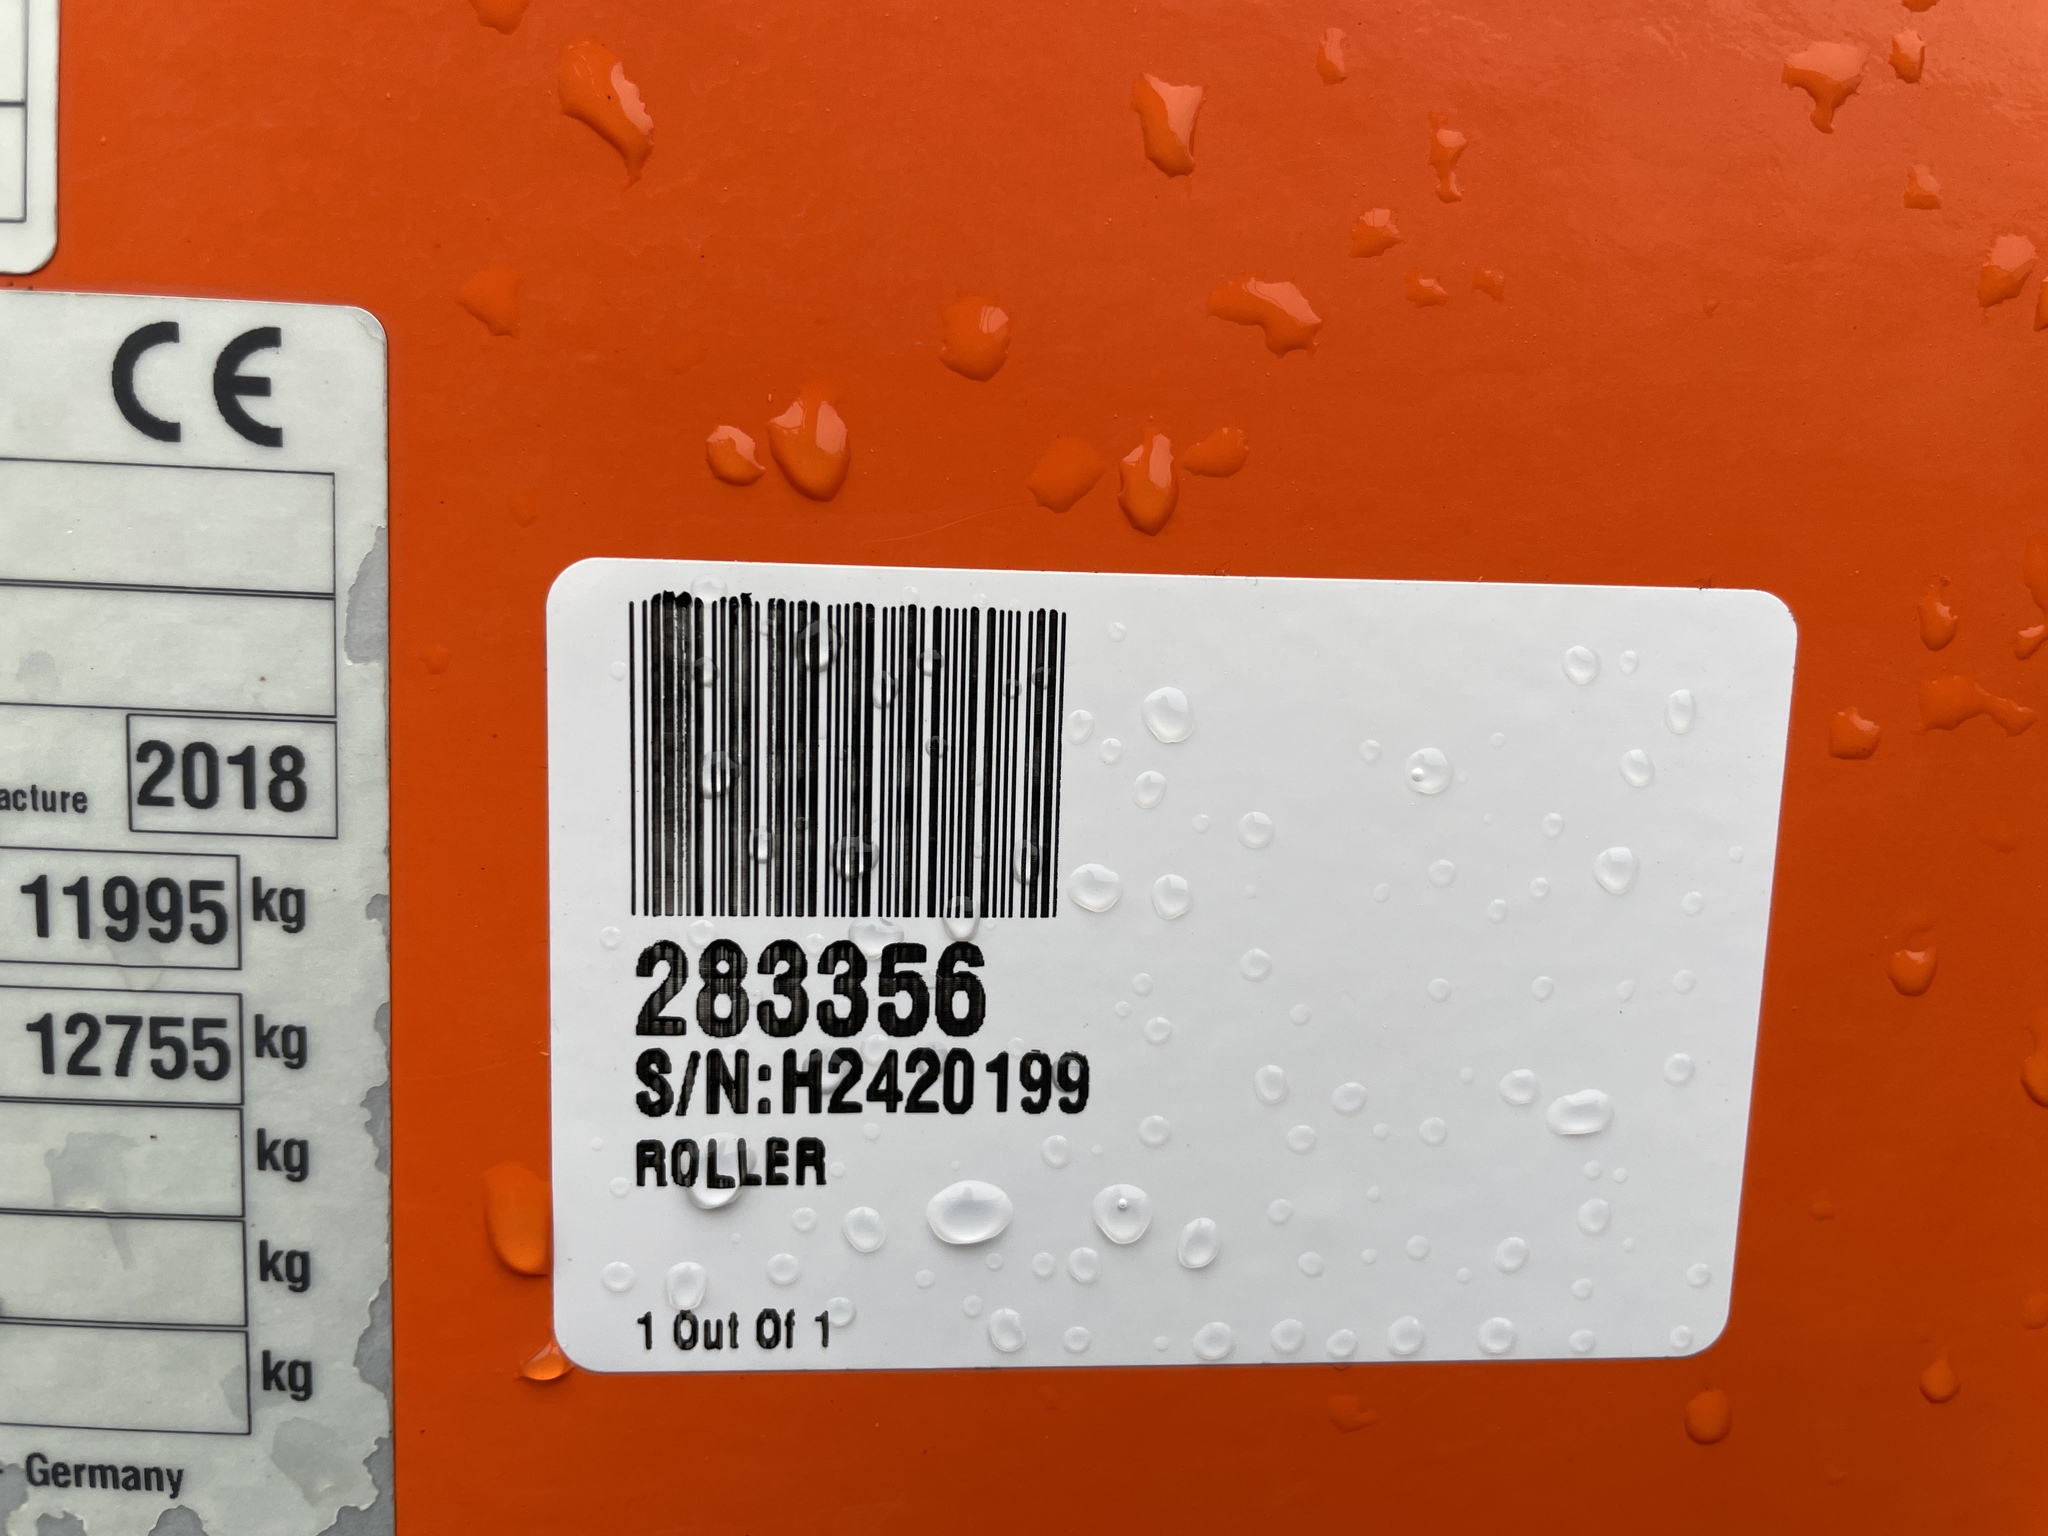 CE
acture 2018
11995 kg
12755 kg
kg
kg
kg
Germany
283356
S/N:H2420199
ROLLER
1 Out Of 1